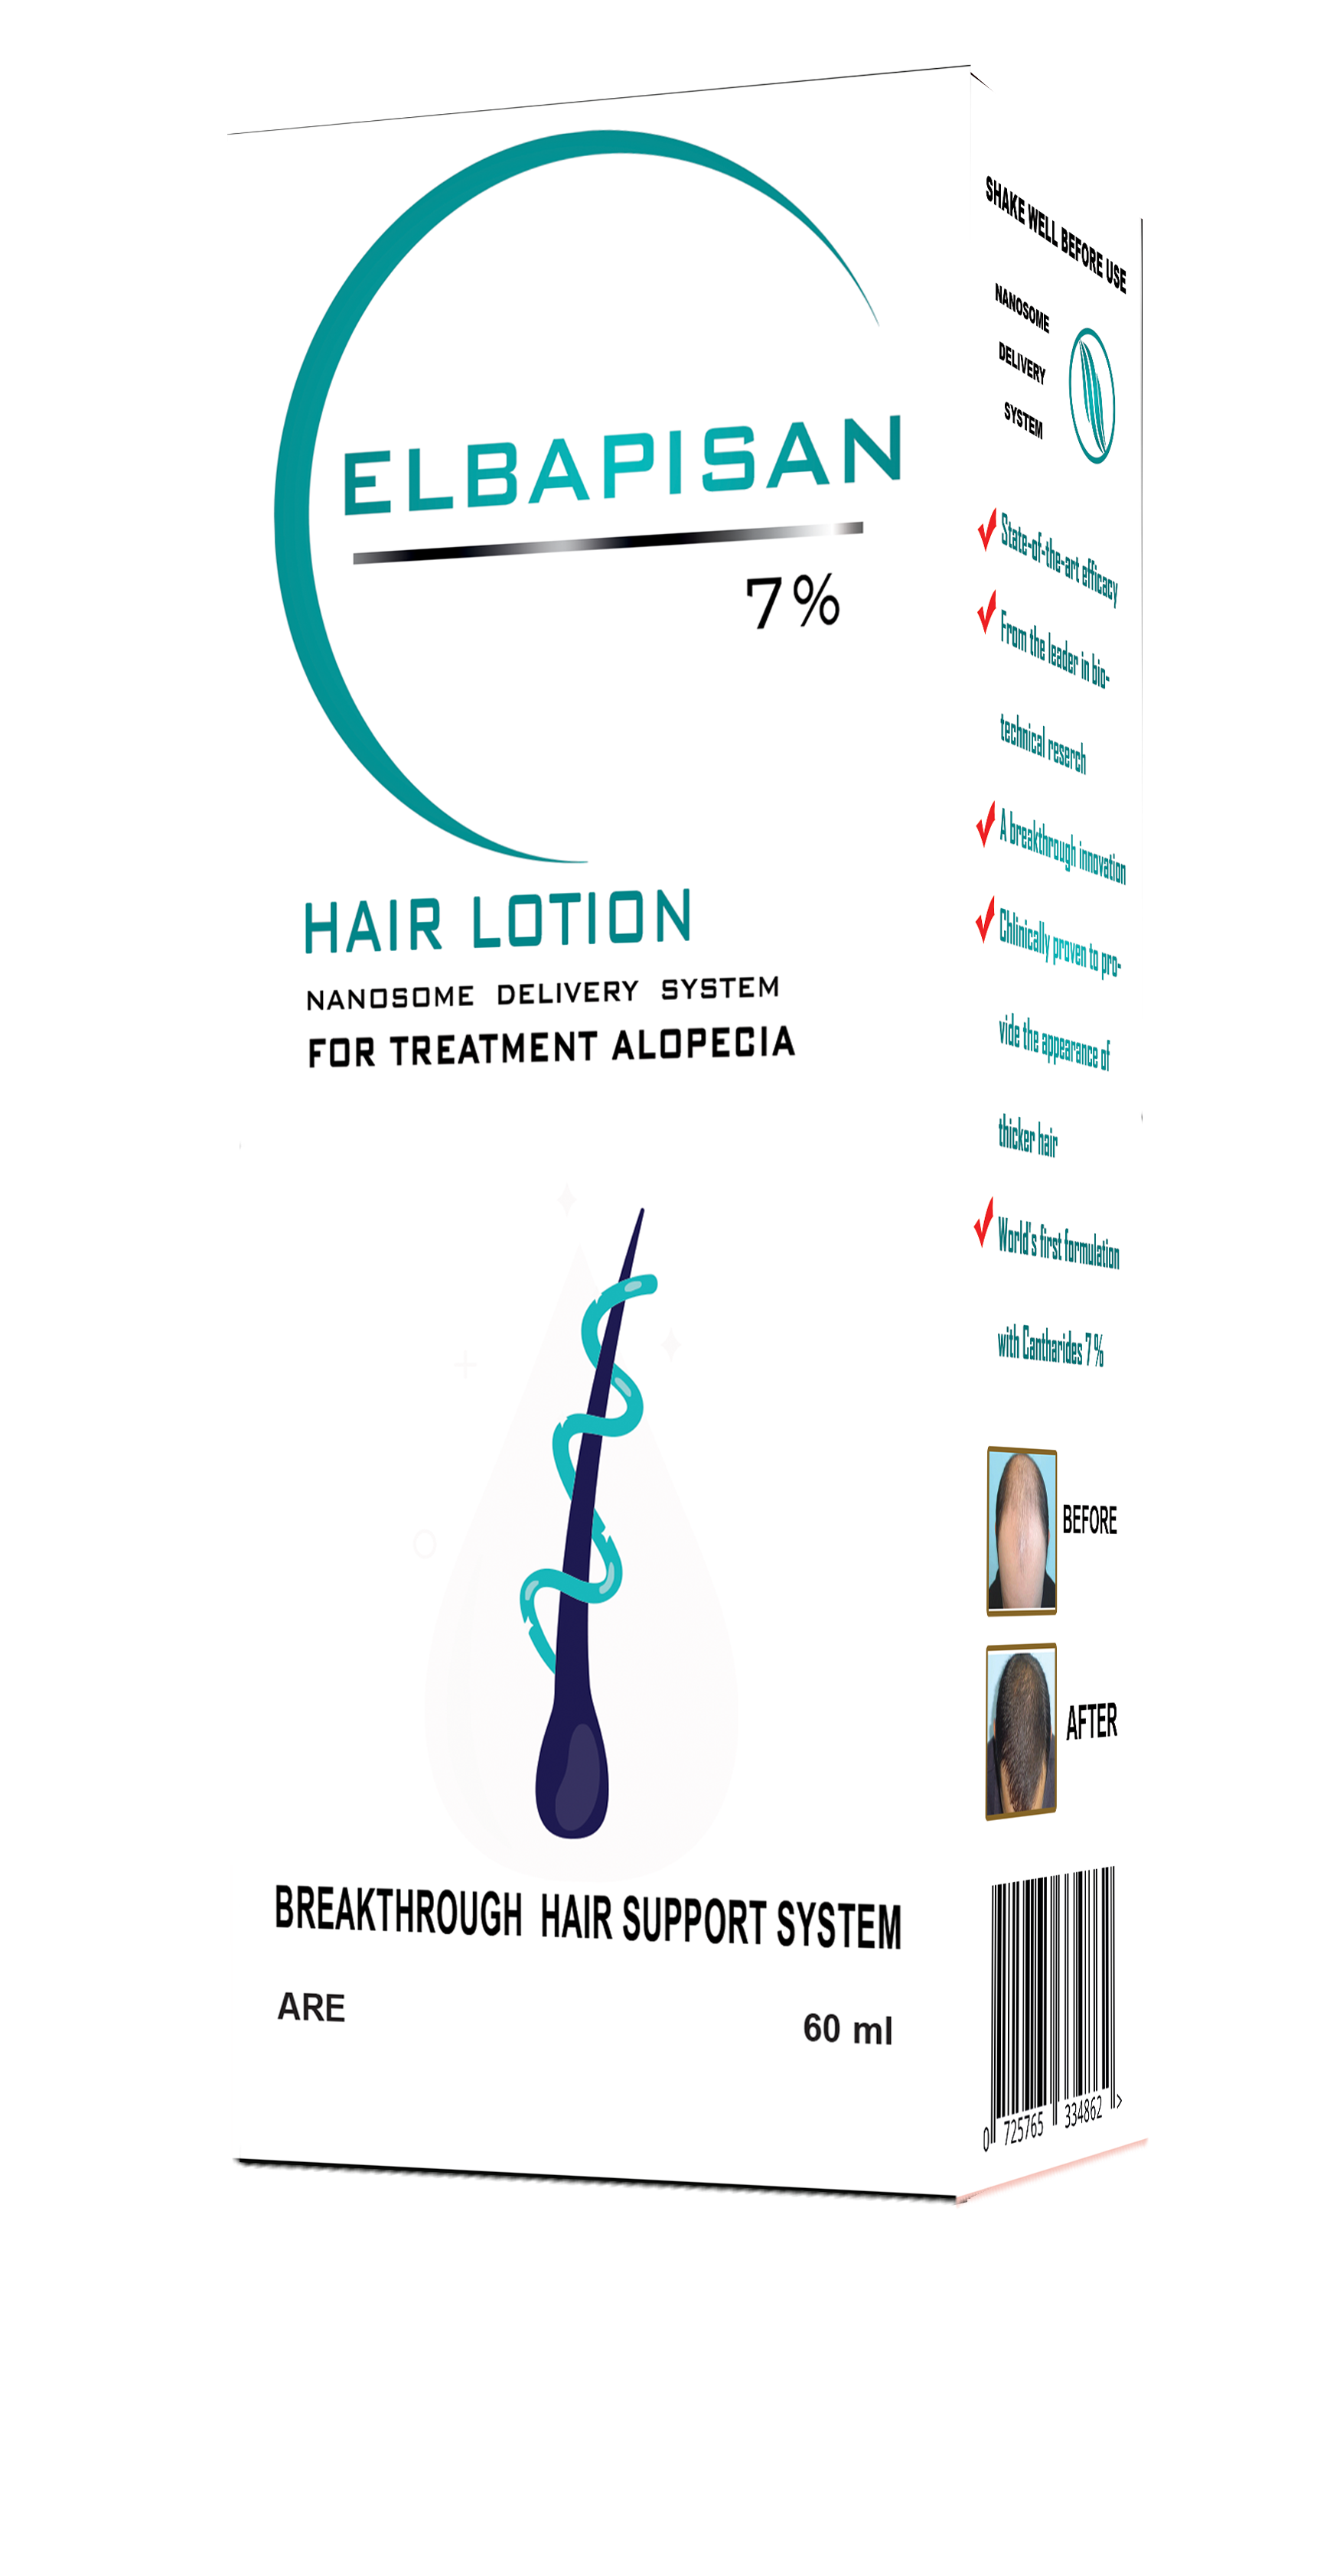 ELBAPISAN
7%
HAIR LOTION
NANOSOME DELIVERY SYSTEM
FOR TREATMENT ALOPECIA
BREAKTHROUGH HAIR SUPPORT SYSTEM
ARE
60 ml
SHAKE WELL BEFORE USE
NANOSOME
DELIVERY
SYSTEM
State-of-the-art efficacy
From the leader in bio-
technical reserch
A breakthrough innovation
Chlinically proven to pro-
vide the appearance of
thicker hair
World's first formulation
with Cantharides 7%
BEFORE
AFTER
0 725765 334862 >